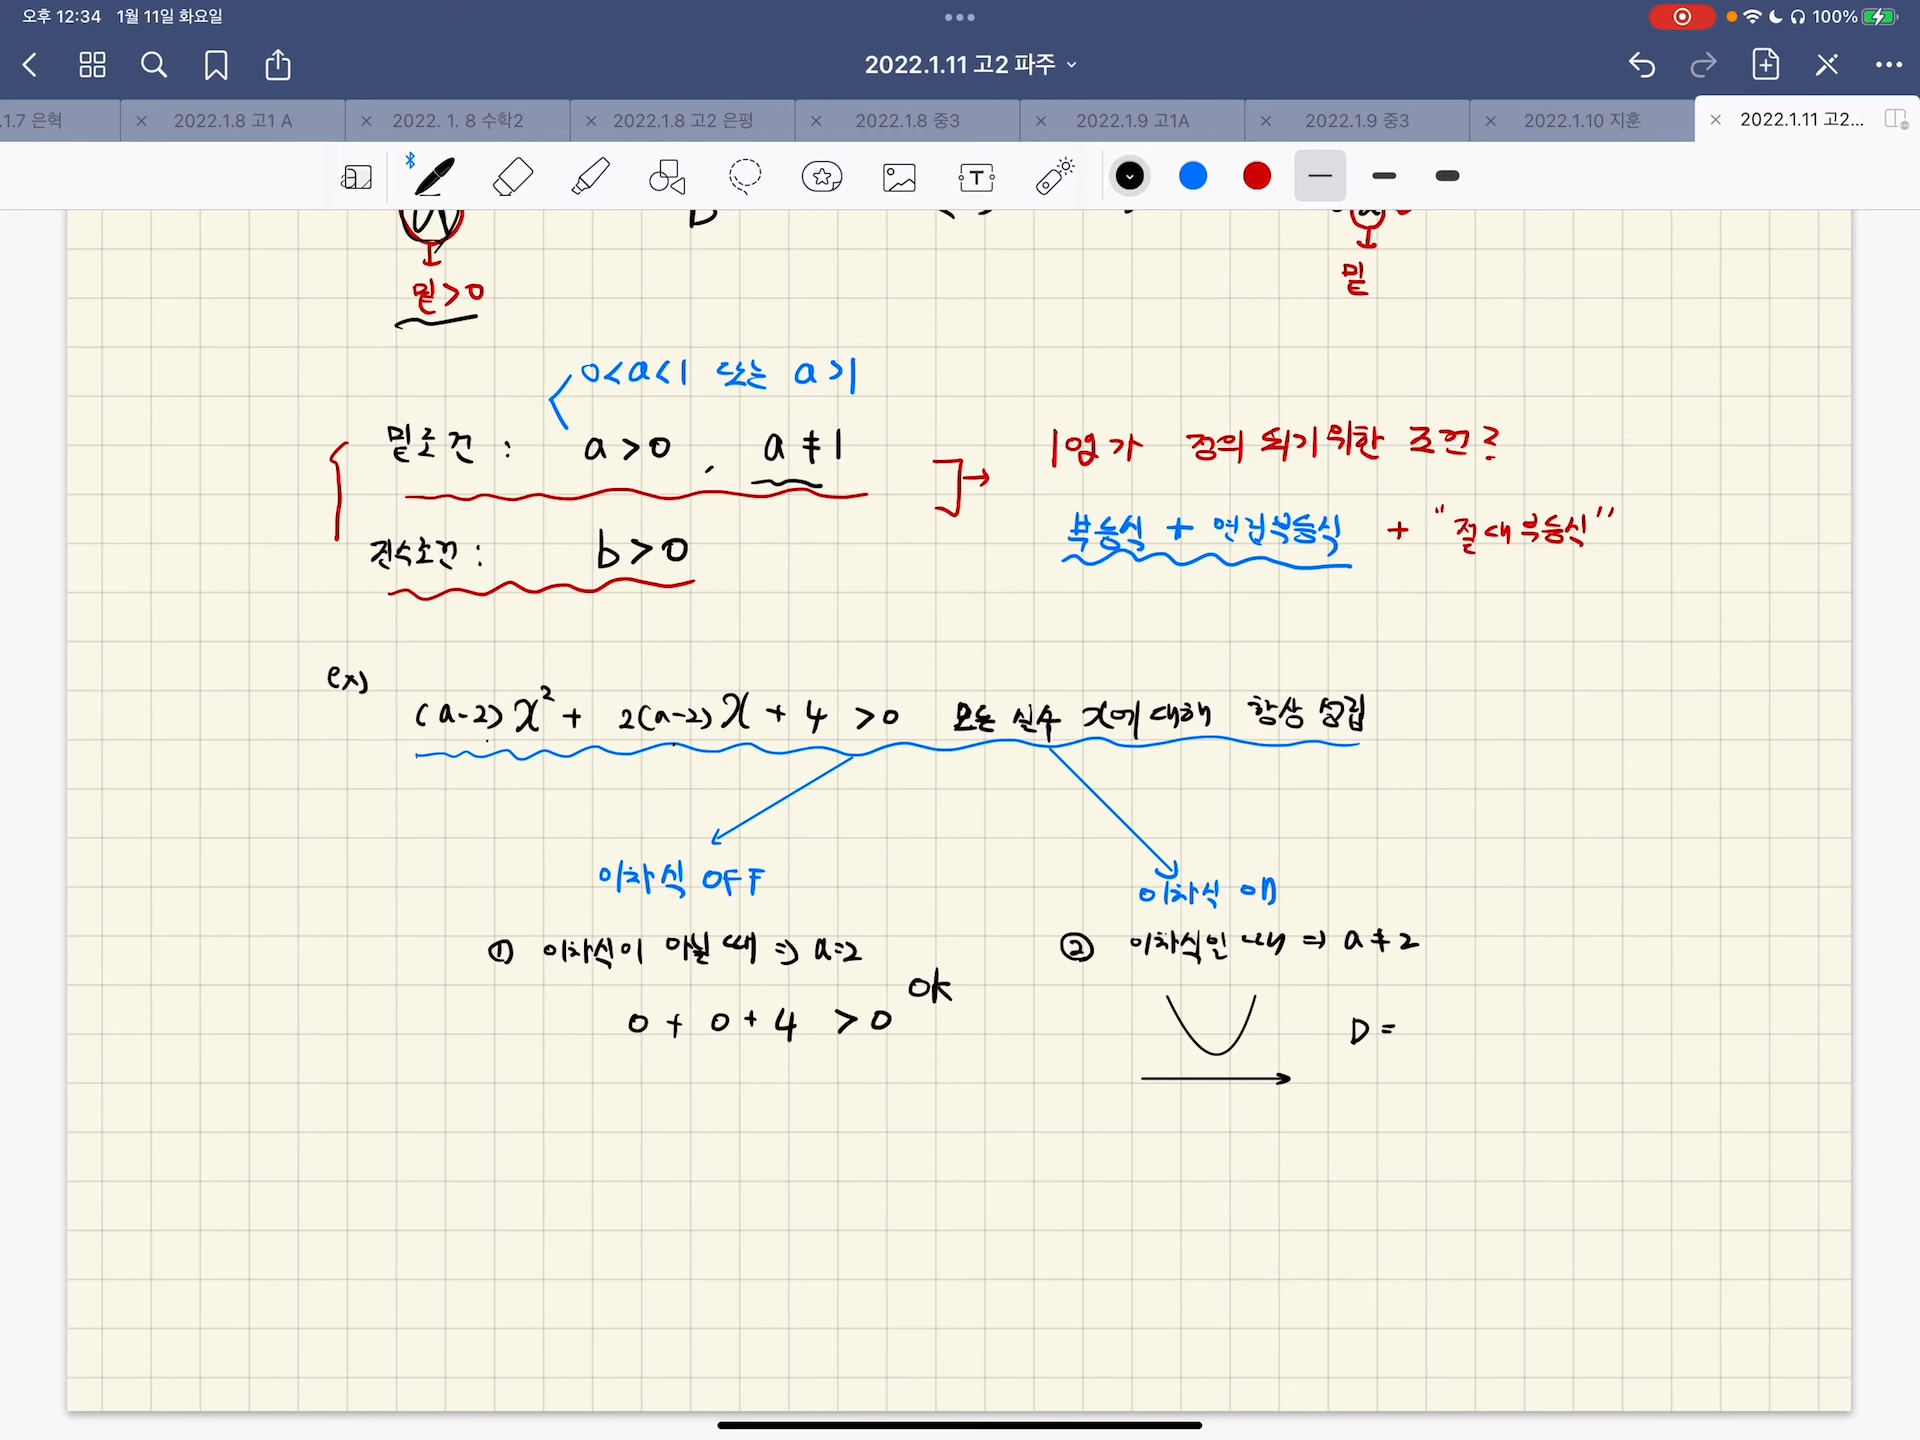 오후 12:34 1월 11일 화요일
100%
2022.1.11 고2 파주
.1.7 은혁
2022.1.8 고1 A
2022. 1. 8 수학2
2022.1.8 고2 은평
2022.1.8 중3
2022.1.9 고1A
2022.1.9 중3
2022.1.10 지훈
2022.1.11 고2...
밑>0
밑
0<a<1 또는 a>1
밑조건 : a>0 , a≠1
정의 되기 위한 조건?
진수조건 : b>0
부등식 + 연립부등식 + "절대부등식"
ex)
(a-2)x² + 2(a-2)x + 4 >0 모든 실수 x에 대해 항상 성립
이차식 OFF
이차식 on
① 이차식이 아닐 때 ⇒ a=2
② 이차식인 때 ⇒ a≠2
ok
0 + 0 + 4 >0
D =